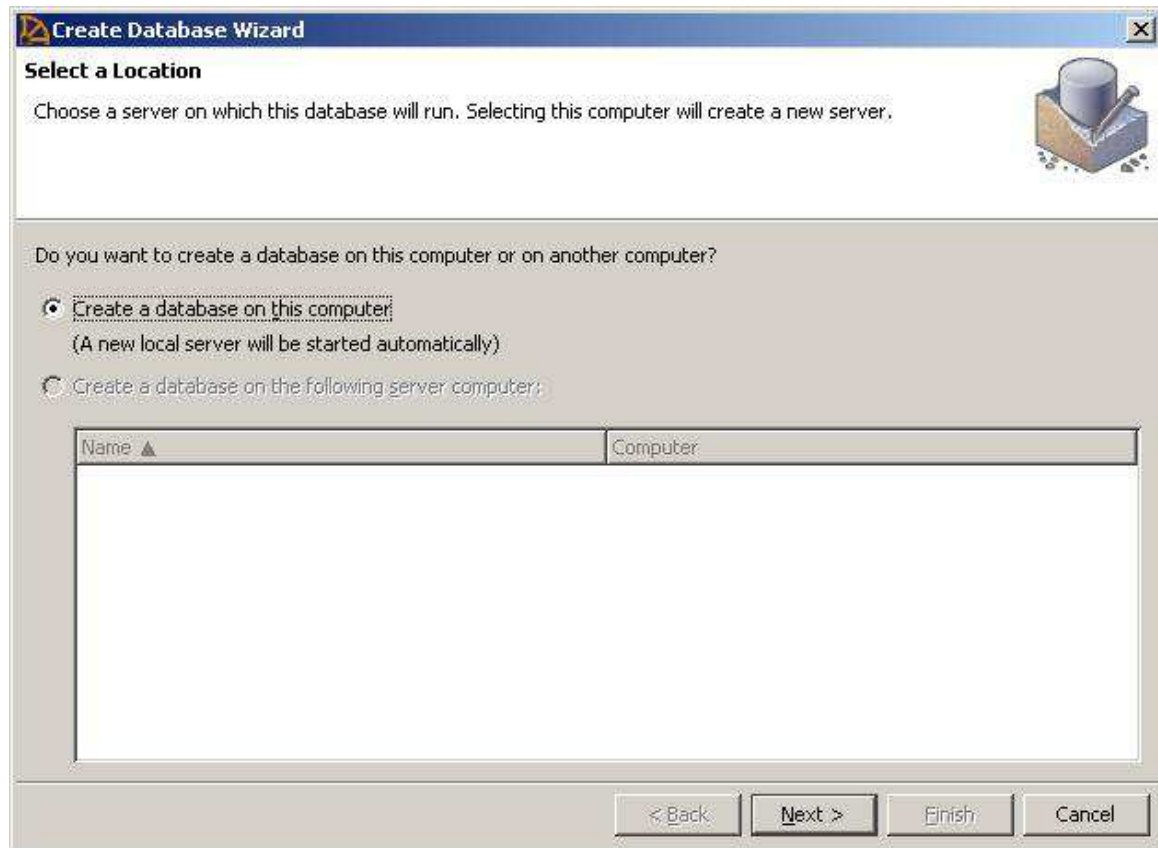 Create Database Wizard
Select a Location
Choose a server on which this database will run. Selecting this computer will create a new server.
Do you want to create a database on this computer or on another computer?
Create a database on this computer
(A new local server will be started automatically)
Create a database on the following server computer:
Name Computer
< Back Next > Finish Cancel